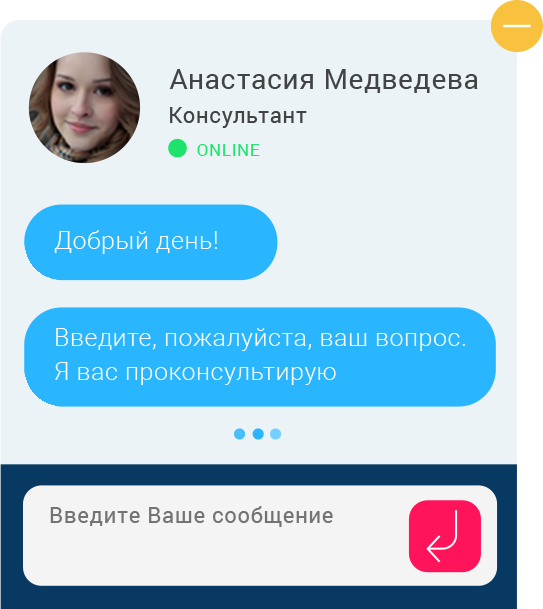 Анастасия Медведева
Консультант
ONLINE
Добрый день!
Введите, пожалуйста, ваш вопрос.
Я вас проконсультирую
Введите Ваше сообщение